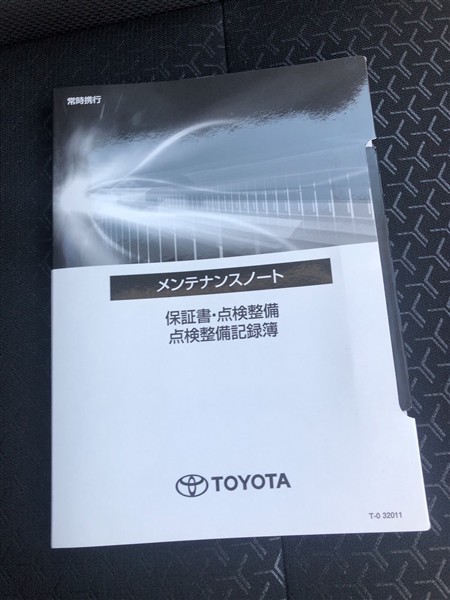 常時携行
メンテナンスノート
保証書・点検整備
点検整備記録簿
TOYOTA
T-0 32011